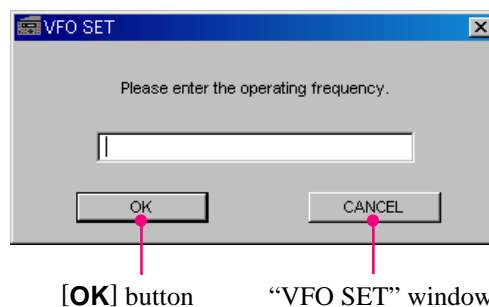 VFO SET
Please enter the operating frequency.
OK CANCEL
[OK] button “VFO SET” window